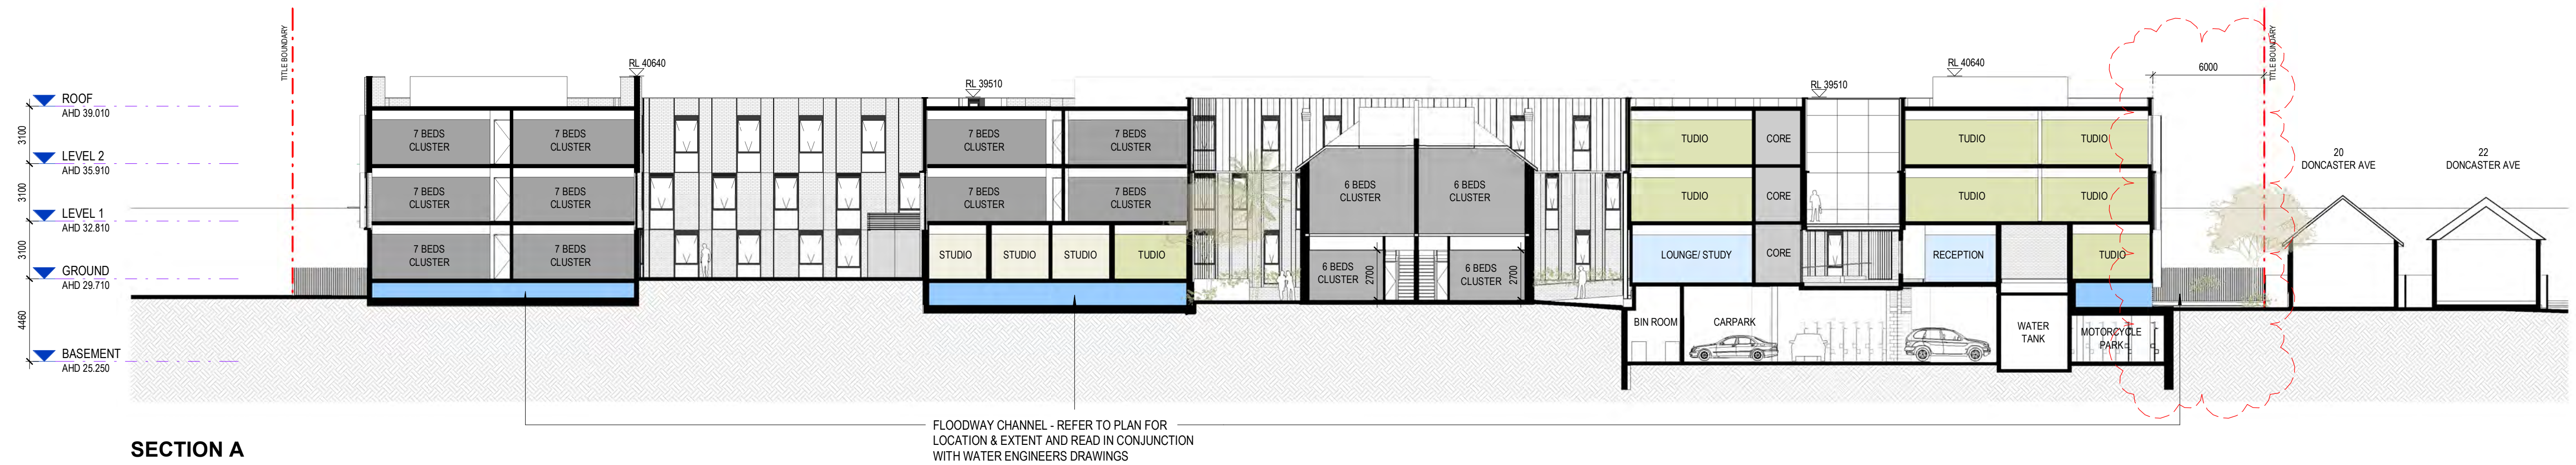 TITLE BOUNDARY
TITLE BOUNDARY
RL 40640
RL 39510
RL 39510
RL 40640
6000
ROOF
AHD 39.010
3100
LEVEL 2
AHD 35.910
3100
LEVEL 1
AHD 32.810
3100
GROUND
AHD 29.710
4460
BASEMENT
AHD 25.250
7 BEDS
CLUSTER
7 BEDS
CLUSTER
7 BEDS
CLUSTER
7 BEDS
CLUSTER
TUDIO
CORE
TUDIO
TUDIO
20
DONCASTER AVE
22
DONCASTER AVE
7 BEDS
CLUSTER
7 BEDS
CLUSTER
7 BEDS
CLUSTER
7 BEDS
CLUSTER
6 BEDS
CLUSTER
6 BEDS
CLUSTER
TUDIO
CORE
TUDIO
TUDIO
7 BEDS
CLUSTER
7 BEDS
CLUSTER
STUDIO
STUDIO
STUDIO
TUDIO
6 BEDS
CLUSTER
2700
6 BEDS
CLUSTER
2700
LOUNGE/ STUDY
CORE
RECEPTION
TUDIO
BIN ROOM
CARPARK
WATER
TANK
MOTORCYCLE
PARK
FLOODWAY CHANNEL - REFER TO PLAN FOR
LOCATION & EXTENT AND READ IN CONJUNCTION
WITH WATER ENGINEERS DRAWINGS
SECTION A